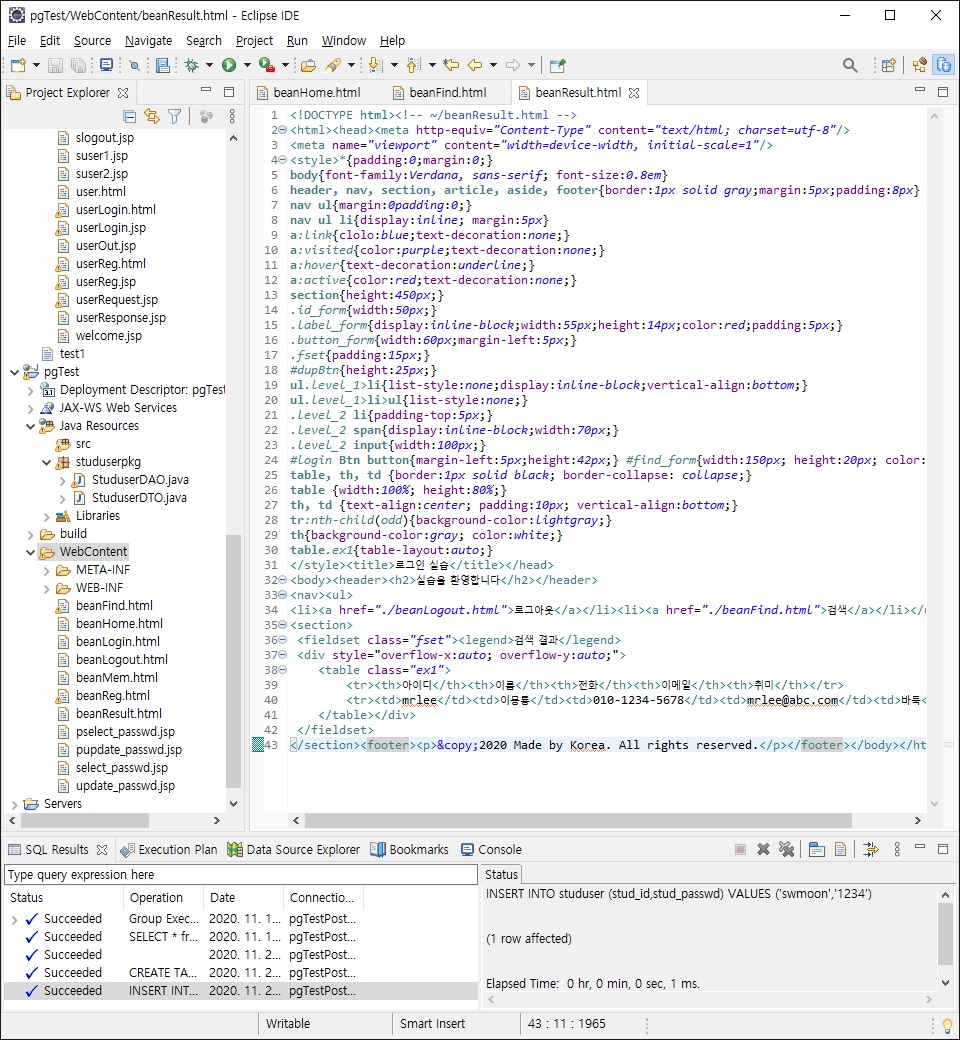 pgTest/WebContent/beanResult.html - Eclipse IDE
File Edit Source Navigate Search Project Run Window Help
Project Explorer
slogout.jsp
suser1.jsp
suser2.jsp
user.html
userLogin.html
userLogin.jsp
userOut.jsp
userReg.html
userReg.jsp
userRequest.jsp
userResponse.jsp
welcome.jsp
test1
pgTest
Deployment Descriptor: pgTest
JAX-WS Web Services
Java Resources
src
studuserpkg
StuduserDAO.java
StuduserDTO.java
Libraries
build
WebContent
META-INF
WEB-INF
beanFind.html
beanHome.html
beanLogin.html
beanLogout.html
beanMem.html
beanReg.html
beanResult.html
pselect_passwd.jsp
pupdate_passwd.jsp
select_passwd.jsp
update_passwd.jsp
Servers
beanHome.html beanFind.html beanResult.html
1 <!DOCTYPE html><!-- ~/beanResult.html -->
2 <html><head><meta http-equiv="Content-Type" content="text/html; charset=utf-8"/>
3 <meta name="viewport" content="width=device-width, initial-scale=1"/>
4 <style>*{padding:0;margin:0;}
5 body{font-family:Verdana, sans-serif; font-size:0.8em}
6 header, nav, section, article, aside, footer{border:1px solid gray;margin:5px;padding:8px}
7 nav ul{margin:0padding:0;}
8 nav ul li{display:inline; margin:5px}
9 a:link{clolo:blue;text-decoration:none;}
10 a:visited{color:purple;text-decoration:none;}
11 a:hover{text-decoration:underline;}
12 a:active{color:red;text-decoration:none;}
13 section{height:450px;}
14 .id_form{width:50px;}
15 .label_form{display:inline-block;width:55px;height:14px;color:red;padding:5px;}
16 .button_form{width:60px;margin-left:5px;}
17 .fset{padding:15px;}
18 #dupBtn{height:25px;}
19 ul.level_1>li{list-style:none;display:inline-block;vertical-align:bottom;}
20 ul.level_1>li>ul{list-style:none;}
21 .level_2 li{padding-top:5px;}
22 .level_2 span{display:inline-block;width:70px;}
23 .level_2 input{width:100px;}
24 #login Btn button{margin-left:5px;height:42px;} #find_form{width:150px; height:20px; color:
25 table, th, td {border:1px solid black; border-collapse: collapse;}
26 table {width:100%; height:80%;}
27 th, td {text-align:center; padding:10px; vertical-align:bottom;}
28 tr:nth-child(odd){background-color:lightgray;}
29 th{background-color:gray; color:white;}
30 table.ex1{table-layout:auto;}
31 </style><title>로그인 실습</title></head>
32 <body><header><h2>실습을 환영합니다</h2></header>
33 <nav><ul>
34 <li><a href="./beanLogout.html">로그아웃</a></li><li><a href="./beanFind.html">검색</a></li></u
35 <section>
36 <fieldset class="fset"><legend>검색 결과</legend>
37 <div style="overflow-x:auto; overflow-y:auto;">
38 <table class="ex1">
39 <tr><th>아이디</th><th>이름</th><th>전화</th><th>이메일</th><th>취미</th></tr>
40 <tr><td>mrlee</td><td>이몽룡</td><td>010-1234-5678</td><td>mrlee@abc.com</td><td>바둑<
41 </table></div>
42 </fieldset>
43 </section><footer><p>&copy;2020 Made by Korea. All rights reserved.</p></footer></body></ht
SQL Results Execution Plan Data Source Explorer Bookmarks Console
Type query expression here
Status Operation Date Connectio...
Succeeded Group Exec... 2020. 11. 1... pgTestPost...
Succeeded SELECT * fr... 2020. 11. 1... pgTestPost...
Succeeded 2020. 11. 2... pgTestPost...
Succeeded CREATE TA... 2020. 11. 2... pgTestPost...
Succeeded INSERT INT... 2020. 11. 2... pgTestPost...
Status
INSERT INTO studuser (stud_id,stud_passwd) VALUES ('swmoon','1234')
(1 row affected)
Elapsed Time: 0 hr, 0 min, 0 sec, 1 ms.
Writable Smart Insert 43 : 11 : 1965